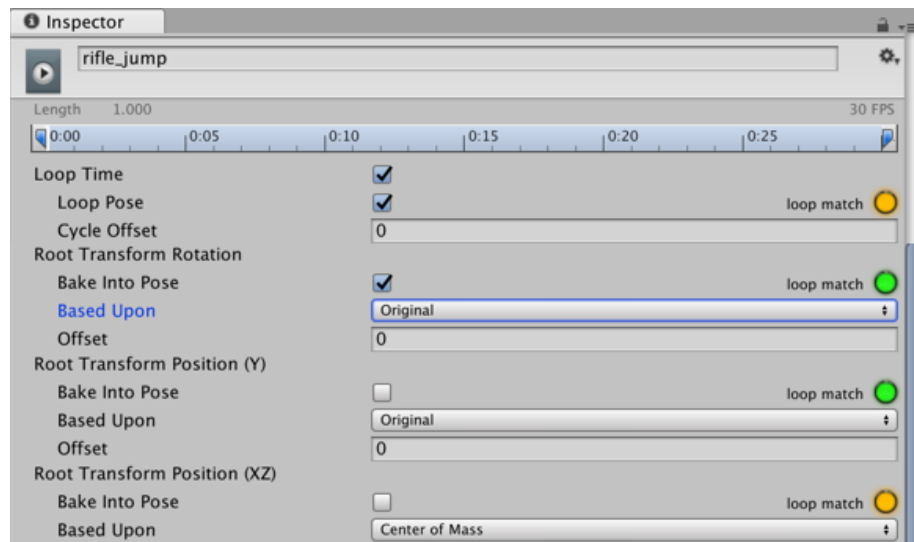 Inspector
rifle_jump
Length 1.000 30 FPS
0:00 0:05 0:10 0:15 0:20 0:25
Loop Time
Loop Pose loop match
Cycle Offset 0
Root Transform Rotation
Bake Into Pose loop match
Based Upon Original
Offset 0
Root Transform Position (Y)
Bake Into Pose loop match
Based Upon Original
Offset 0
Root Transform Position (XZ)
Bake Into Pose loop match
Based Upon Center of Mass